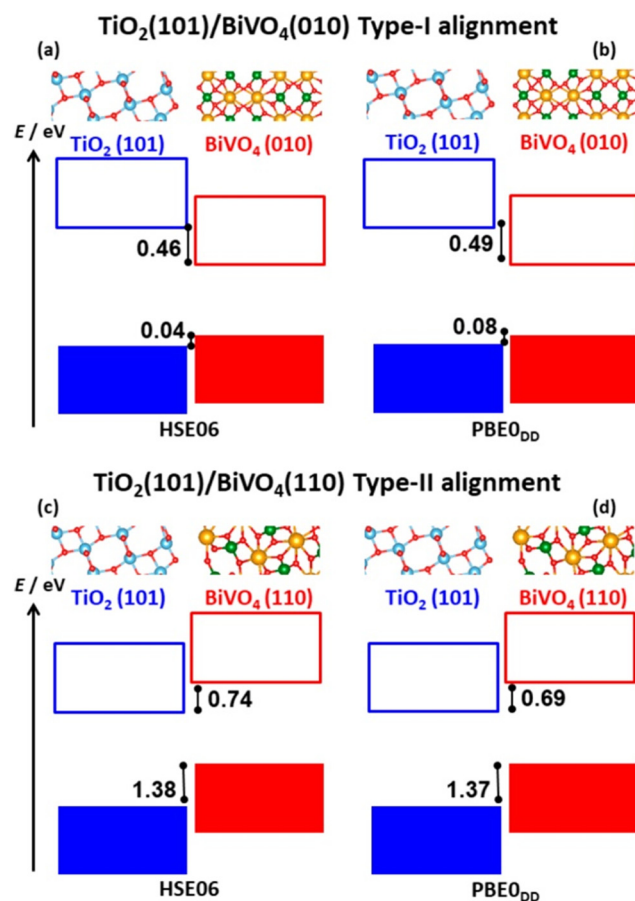 TiO₂(101)/BiVO₄(010) Type-I alignment
(a) (b)
E / eV
TiO₂ (101) BiVO₄ (010) TiO₂ (101) BiVO₄ (010)
0.46 0.49
0.04 0.08
HSE06 PBE0DD
TiO₂(101)/BiVO₄(110) Type-II alignment
(c) (d)
E / eV
TiO₂ (101) BiVO₄ (110) TiO₂ (101) BiVO₄ (110)
0.74 0.69
1.38 1.37
HSE06 PBE0DD